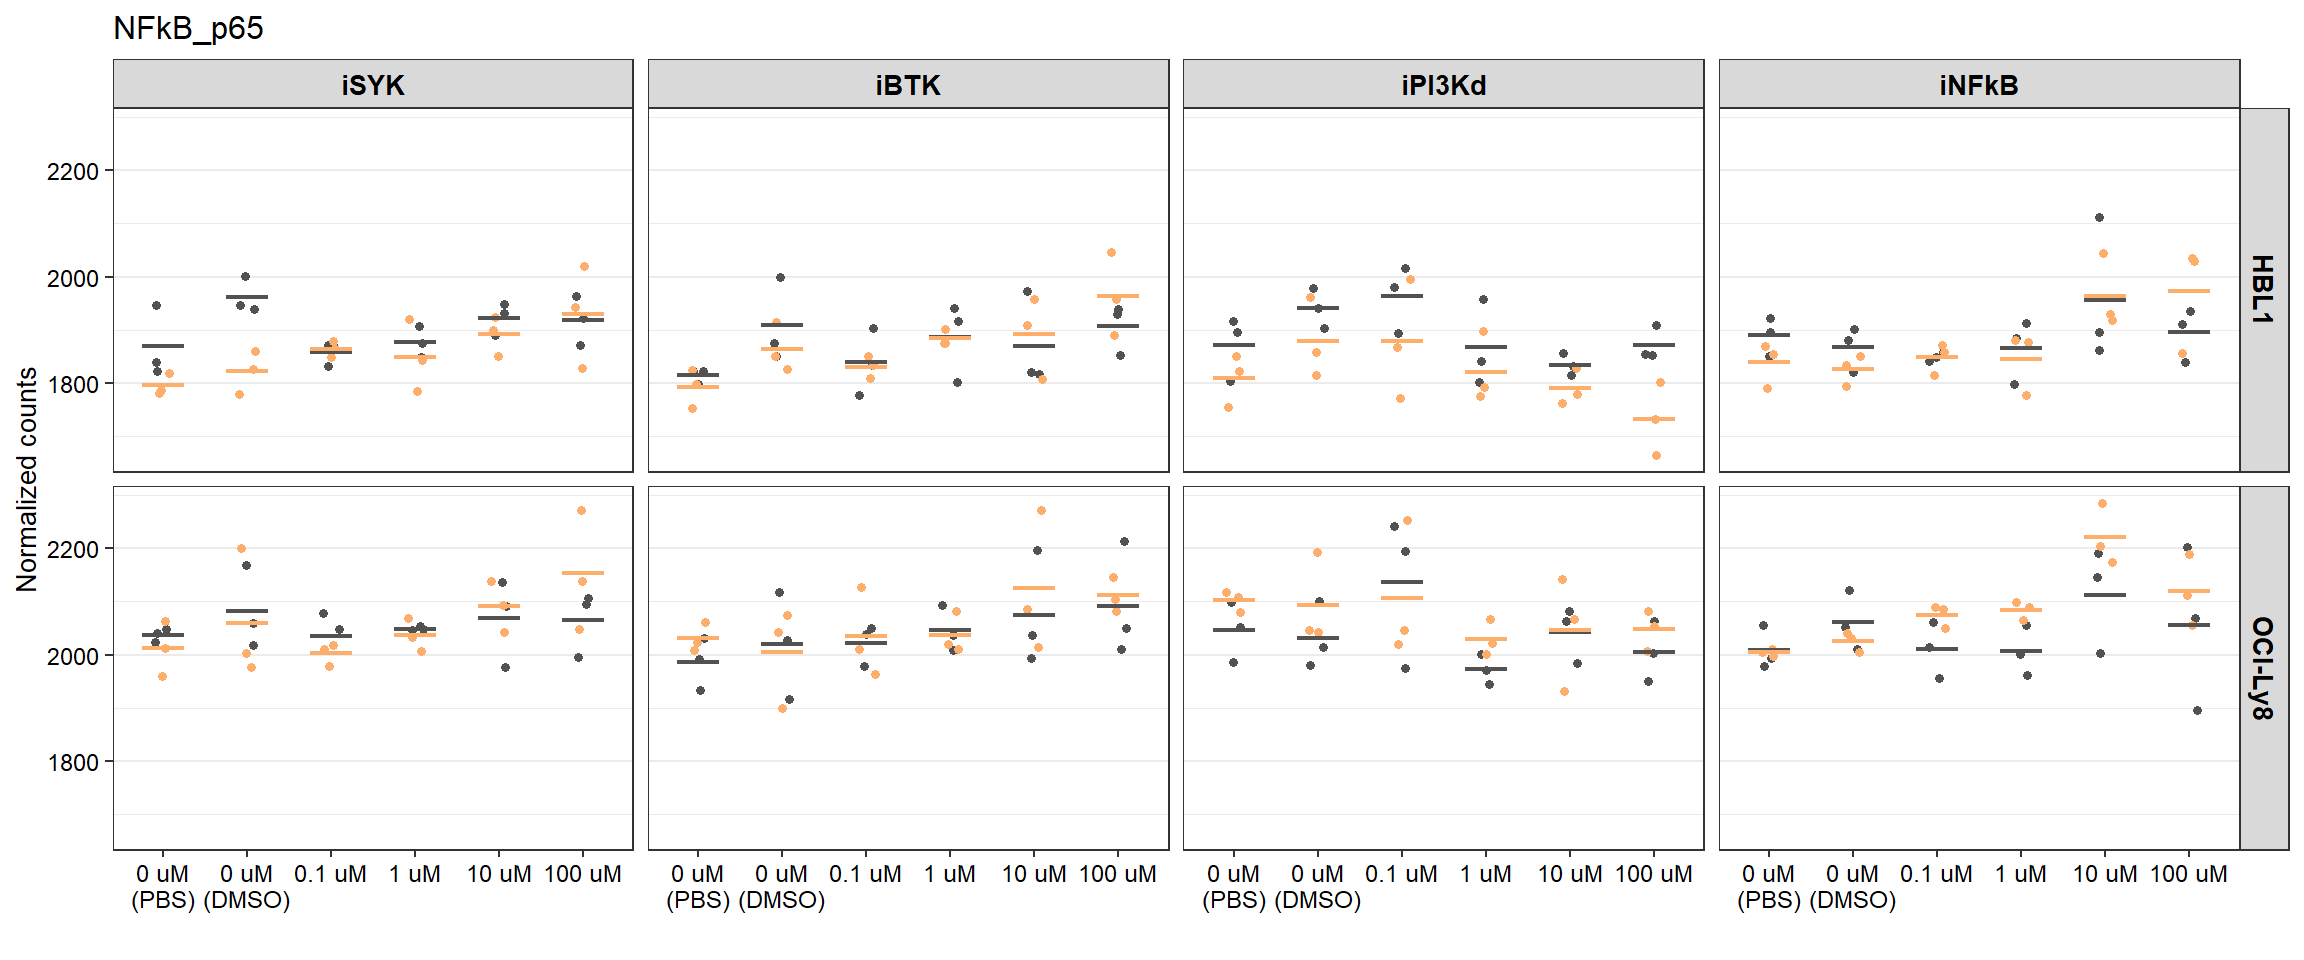 NFkB_p65
iSYK iBTK iPI3Kd iNFkB
HBL1
2200
2000
1800
Normalized counts
OCI-Ly8
2200
2000
1800
0 uM 0 uM 0.1 uM 1 uM 10 uM 100 uM 0 uM 0 uM 0.1 uM 1 uM 10 uM 100 uM 0 uM 0 uM 0.1 uM 1 uM 10 uM 100 uM 0 uM 0 uM 0.1 uM 1 uM 10 uM 100 uM
(PBS) (DMSO) (PBS) (DMSO) (PBS) (DMSO) (PBS) (DMSO)